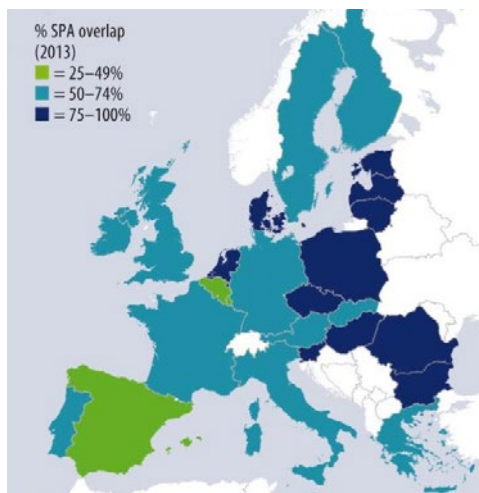 % SPA overlap
(2013)
= 25–49%
= 50–74%
= 75–100%